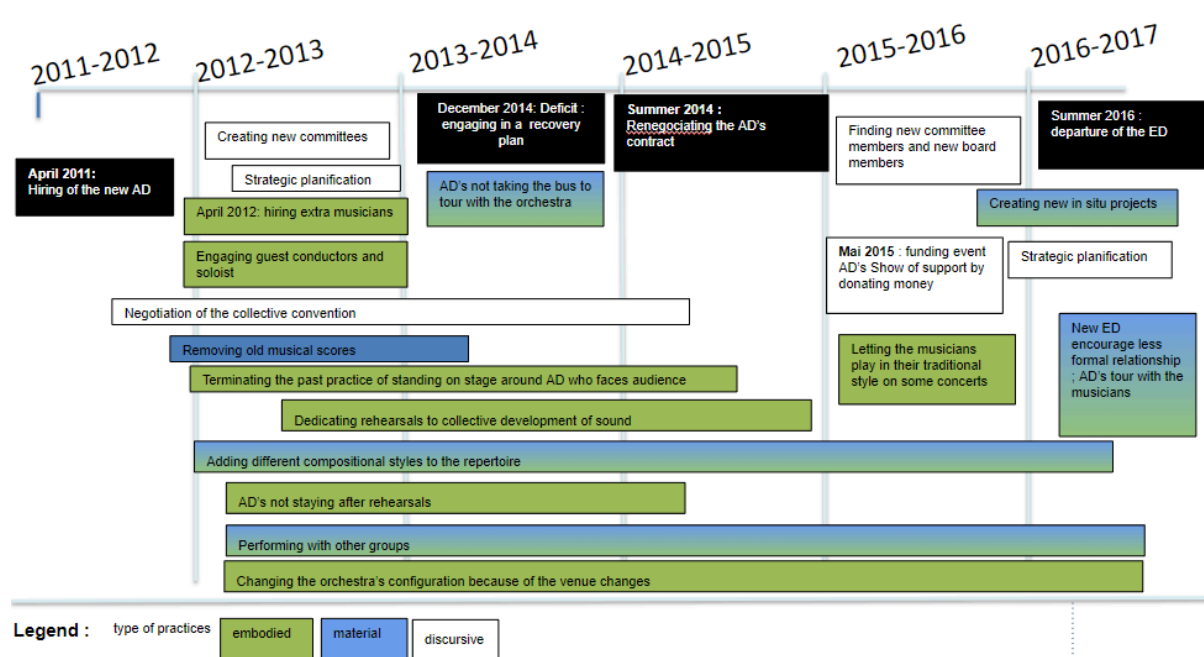 2011-2012
2012-2013
2013-2014
2014-2015
2015-2016
2016-2017
April 2011:
Hiring of the new AD
Creating new committees
Strategic planification
April 2012: hiring extra musicians
Engaging guest conductors and
soloist
December 2014: Deficit :
engaging in a recovery
plan
AD's not taking the bus to
tour with the orchestra
Summer 2014 :
Renegociating the AD's
contract
Finding new committee
members and new board
members
Summer 2016 :
departure of the ED
Creating new in situ projects
Mai 2015 : funding event
AD's Show of support by
donating money
Strategic planification
Negotiation of the collective convention
Removing old musical scores
Terminating the past practice of standing on stage around AD who faces audience
Dedicating rehearsals to collective development of sound
Letting the musicians
play in their traditional
style on some concerts
New ED
encourage less
formal relationship
; AD's tour with the
musicians
Adding different compositional styles to the repertoire
AD's not staying after rehearsals
Performing with other groups
Changing the orchestra's configuration because of the venue changes
Legend : type of practices embodied material discursive